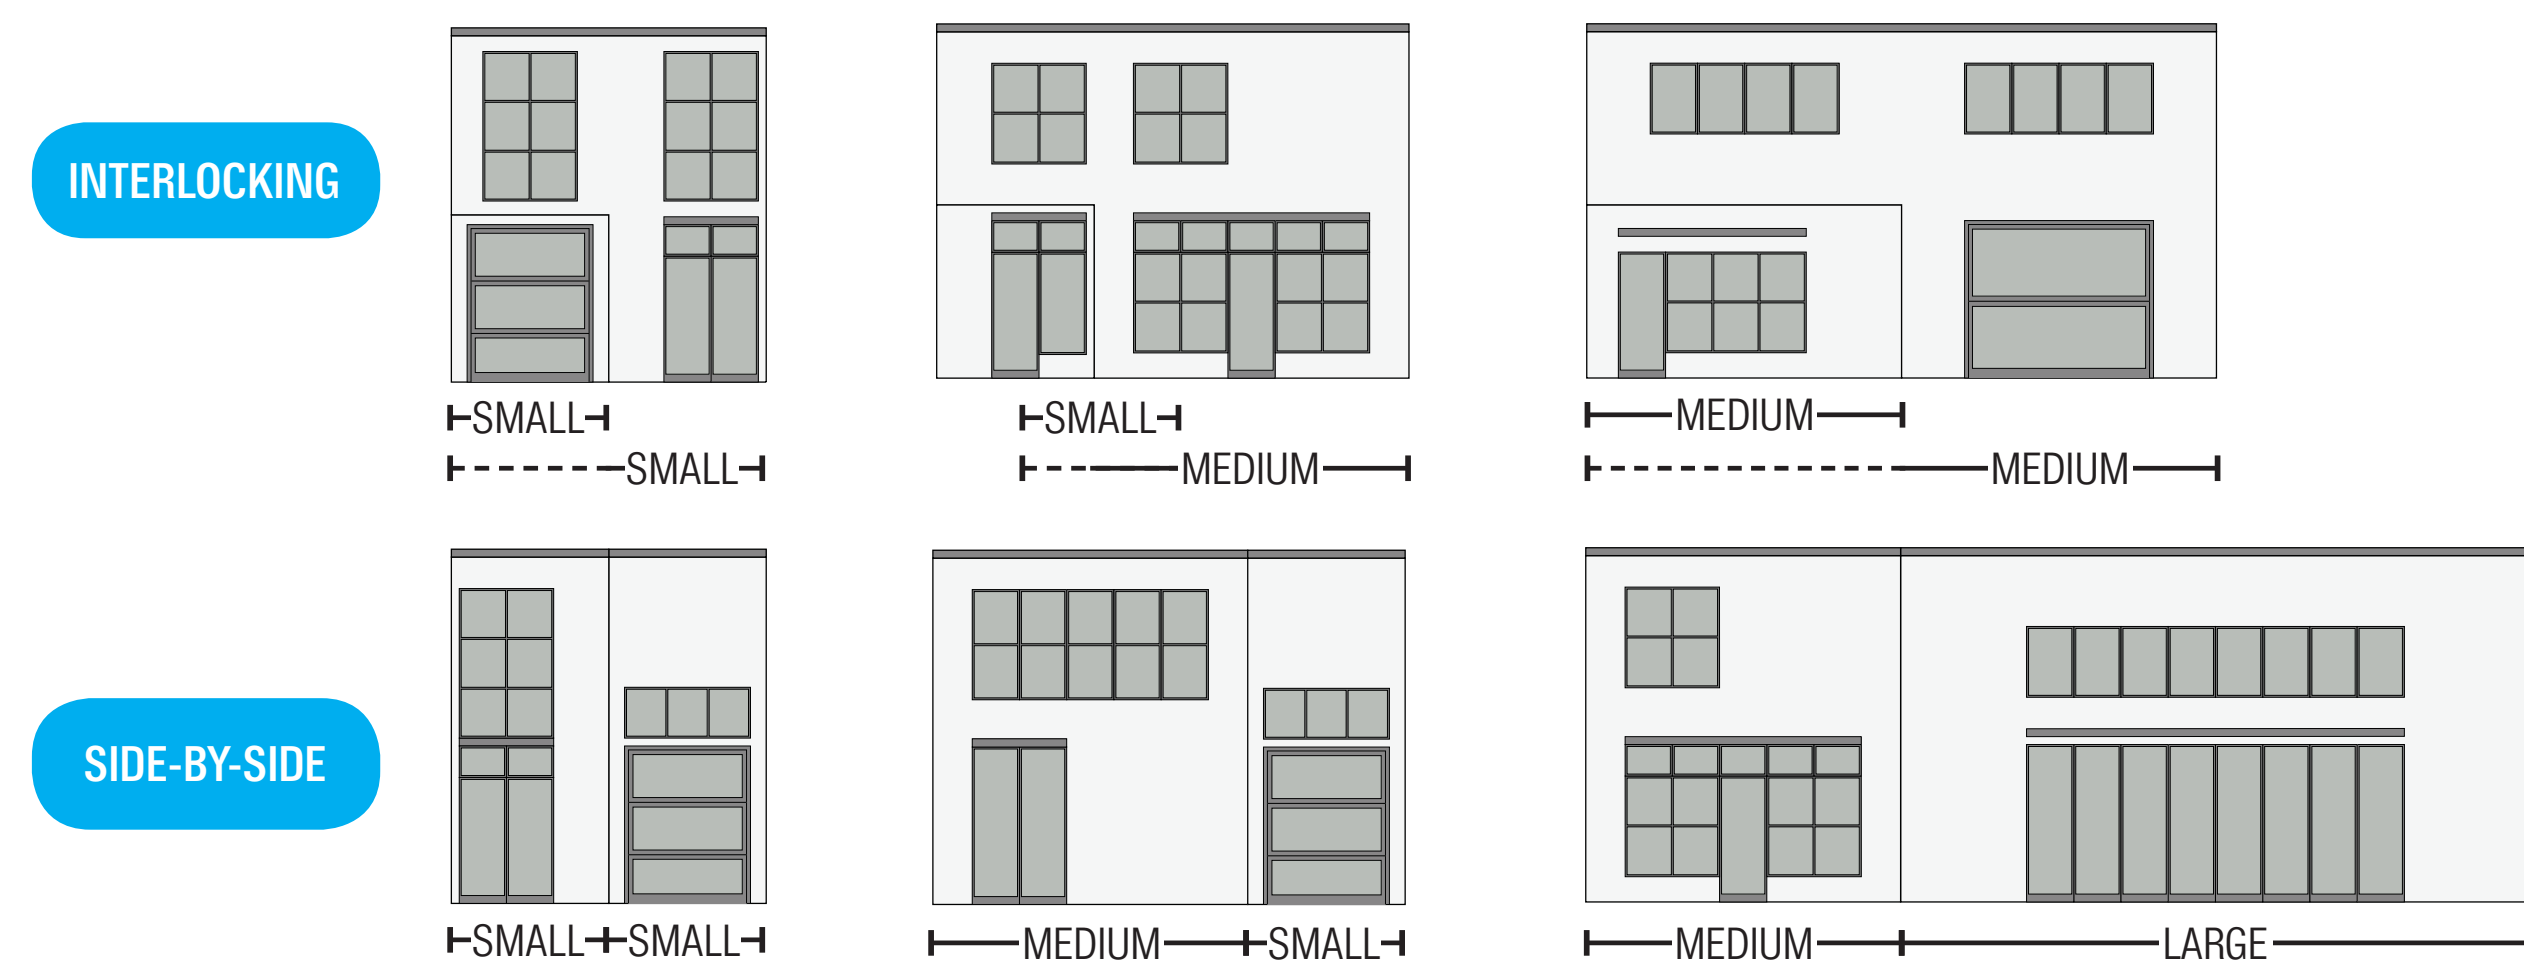 INTERLOCKING
SMALL
SMALL
MEDIUM
SMALL
MEDIUM
MEDIUM
SIDE-BY-SIDE
SMALL SMALL
MEDIUM SMALL
MEDIUM LARGE